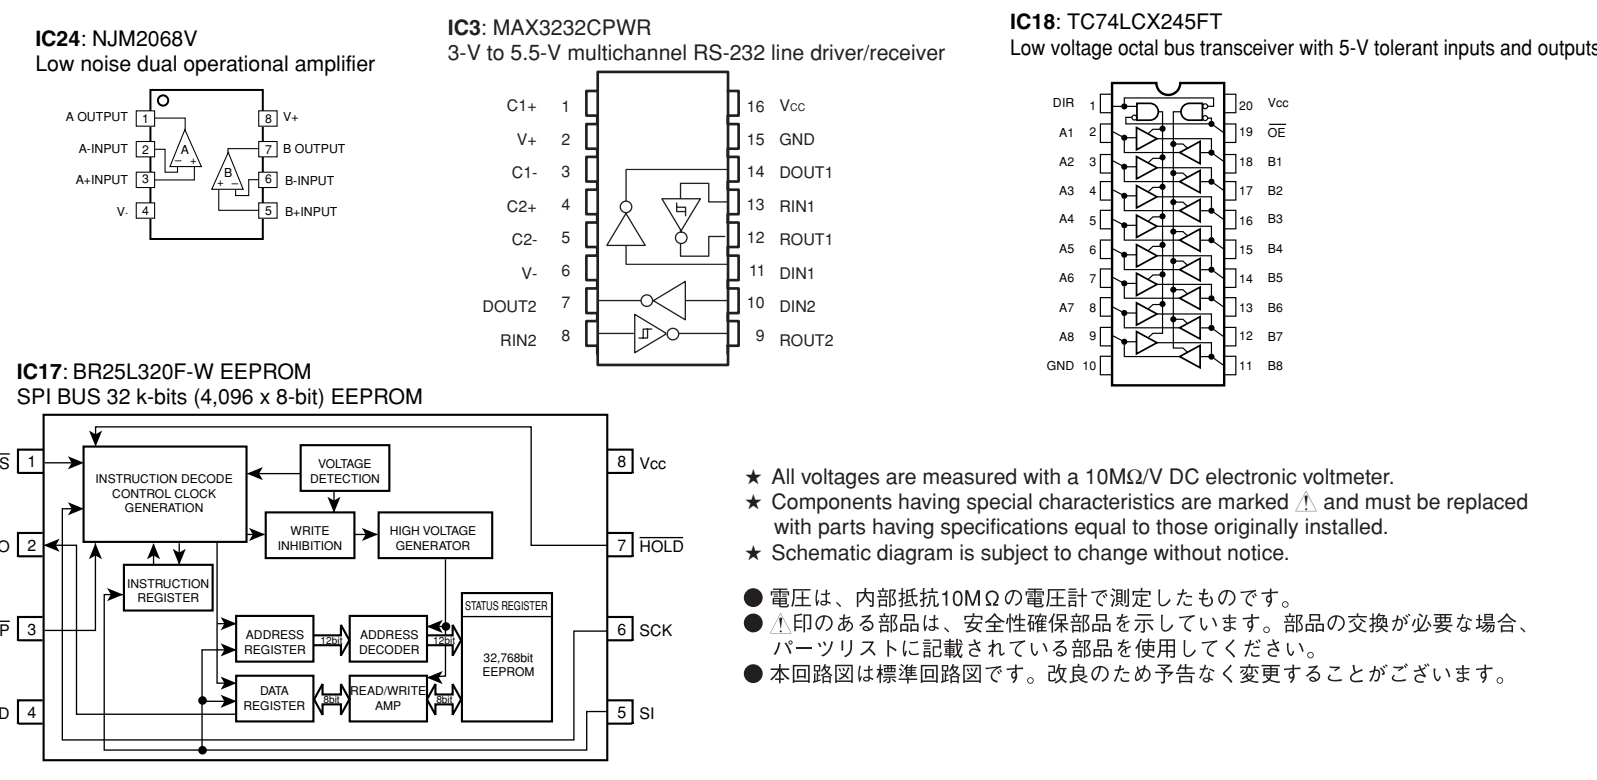 IC24: NJM2068V
Low noise dual operational amplifier
A OUTPUT 1
A-INPUT 2
A+INPUT 3
V- 4
8 V+
7 B OUTPUT
6 B-INPUT
5 B+INPUT
A
− +
B
+ −
IC3: MAX3232CPWR
3-V to 5.5-V multichannel RS-232 line driver/receiver
C1+ 1
V+ 2
C1- 3
C2+ 4
C2- 5
V- 6
DOUT2 7
RIN2 8
16 Vcc
15 GND
14 DOUT1
13 RIN1
12 ROUT1
11 DIN1
10 DIN2
9 ROUT2
IC18: TC74LCX245FT
Low voltage octal bus transceiver with 5-V tolerant inputs and outputs
DIR 1
A1 2
A2 3
A3 4
A4 5
A5 6
A6 7
A7 8
A8 9
GND 10
20 Vcc
19 OE
18 B1
17 B2
16 B3
15 B4
14 B5
13 B6
12 B7
11 B8
IC17: BR25L320F-W EEPROM
SPI BUS 32 k-bits (4,096 x 8-bit) EEPROM
S 1
O 2
P 3
D 4
8 Vcc
7 HOLD
6 SCK
5 SI
INSTRUCTION DECODE
CONTROL CLOCK
GENERATION
VOLTAGE
DETECTION
WRITE
INHIBITION
HIGH VOLTAGE
GENERATOR
INSTRUCTION
REGISTER
STATUS REGISTER
ADDRESS
REGISTER
12bit
ADDRESS
DECODER
12bit
32,768bit
EEPROM
DATA
REGISTER
8bit
READ/WRITE
AMP
8bit
★ All voltages are measured with a 10MΩ/V DC electronic voltmeter.
★ Components having special characteristics are marked ⚠ and must be replaced
with parts having specifications equal to those originally installed.
★ Schematic diagram is subject to change without notice.
● 電圧は、内部抵抗10MΩの電圧計で測定したものです。
● ⚠印のある部品は、安全性確保部品を示しています。部品の交換が必要な場合、
パーツリストに記載されている部品を使用してください。
● 本回路図は標準回路図です。改良のため予告なく変更することがございます。